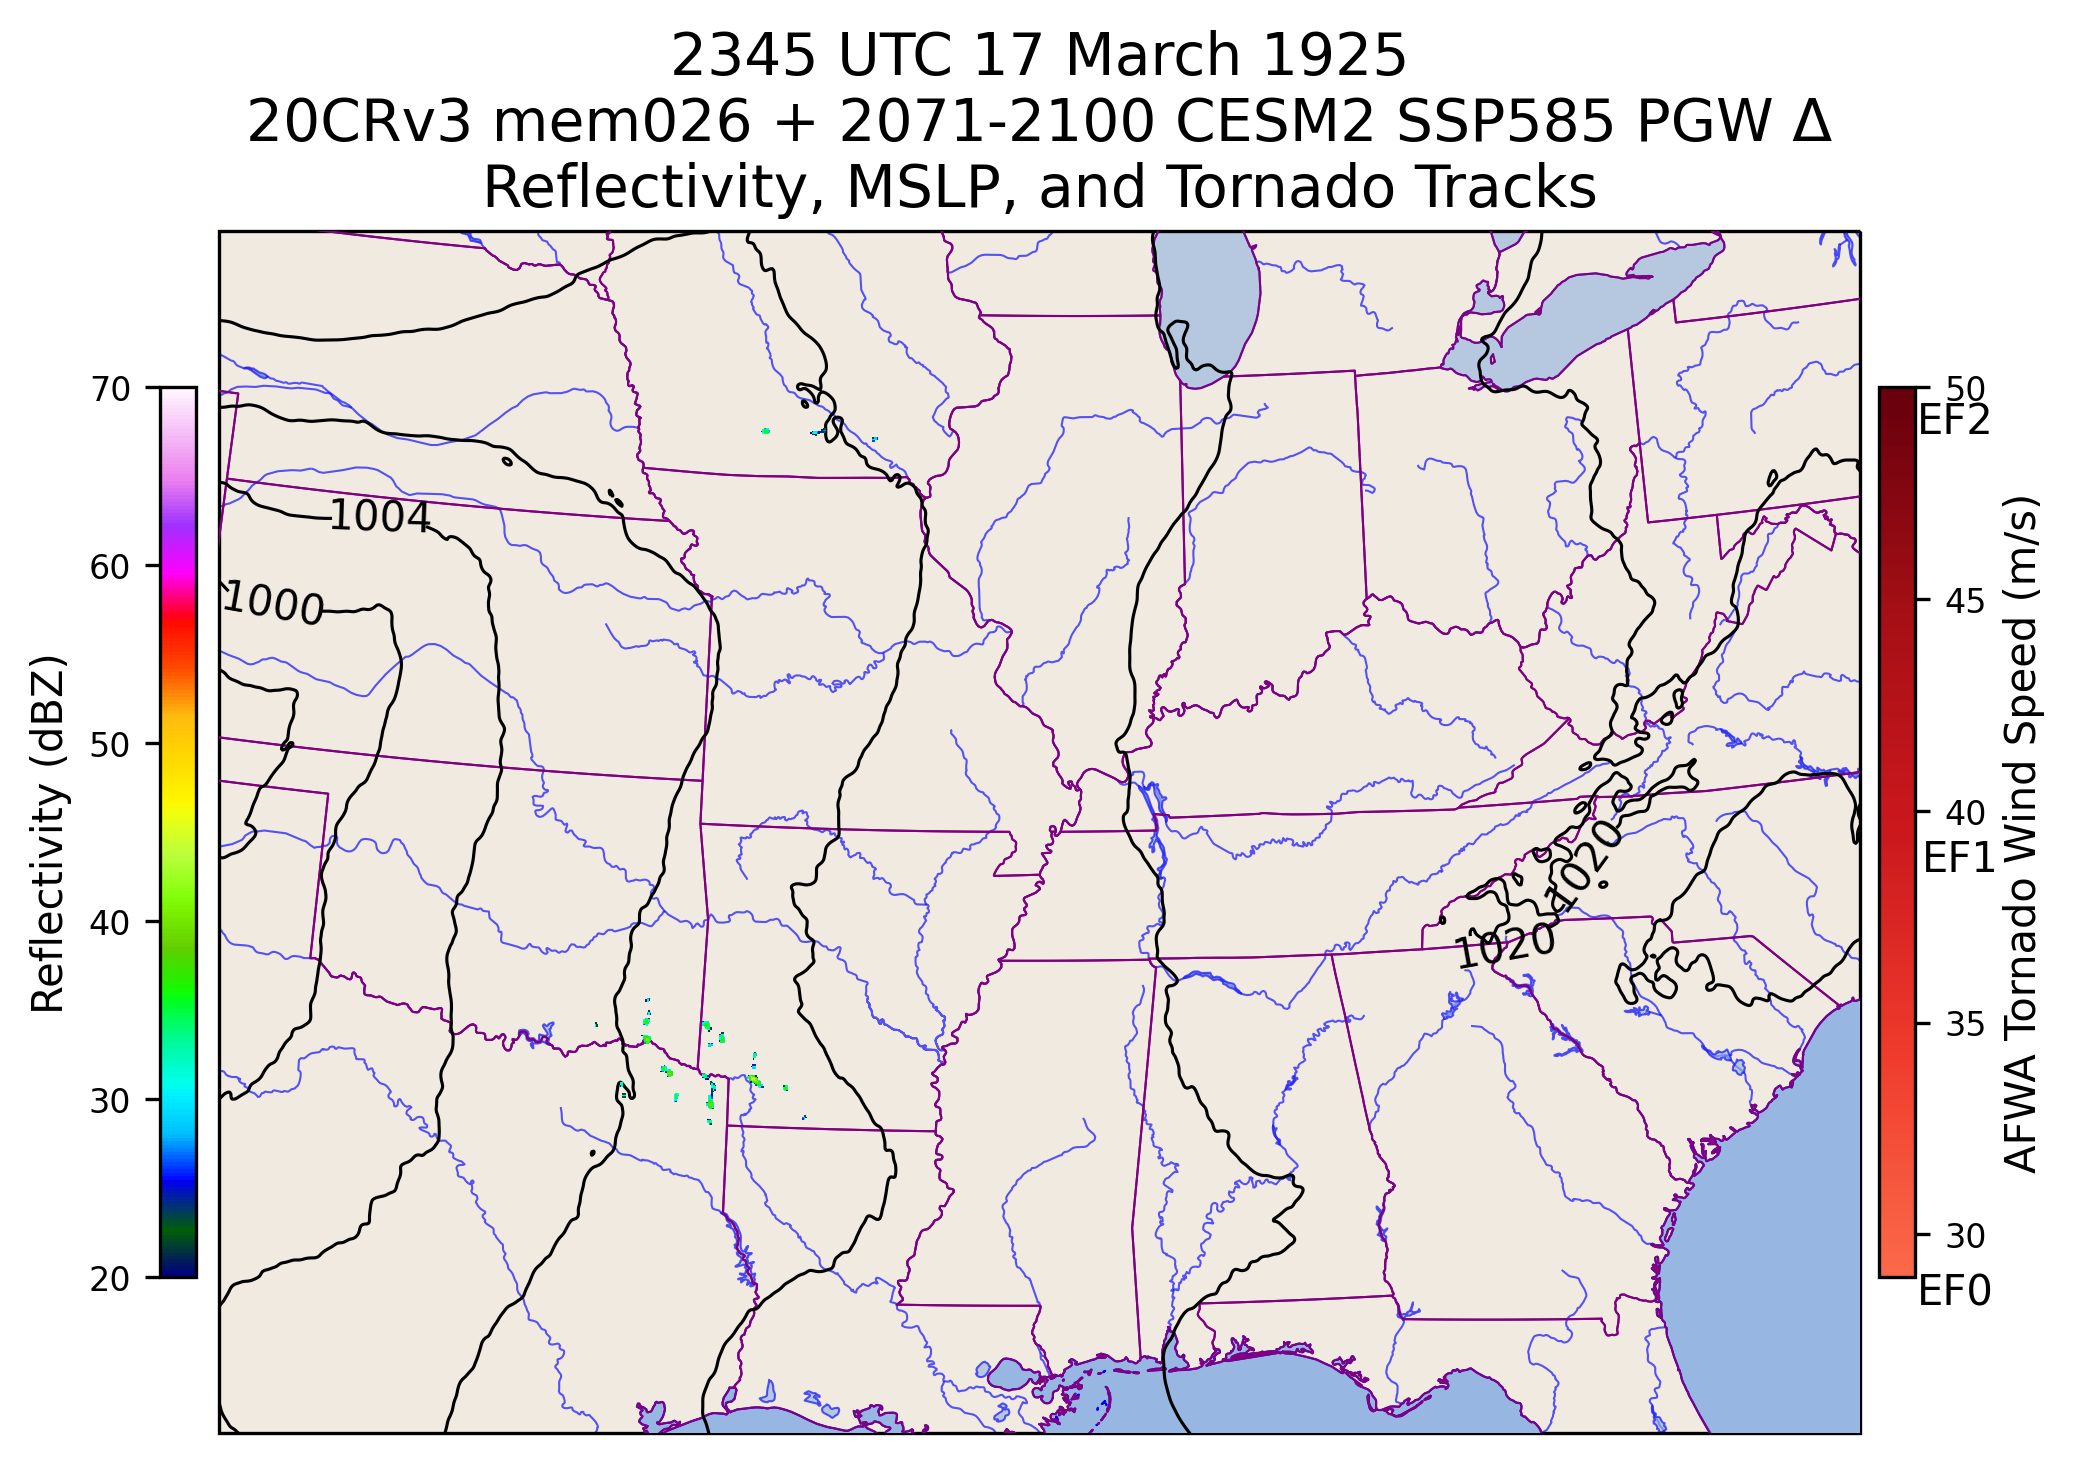 2345 UTC 17 March 1925
20CRv3 mem026 + 2071-2100 CESM2 SSP585 PGW Δ
Reflectivity, MSLP, and Tornado Tracks
70
60
50
40
30
20
Reflectivity (dBZ)
1004
1000
1020
1020
50
EF2
45
40
EF1
35
30
EF0
AFWA Tornado Wind Speed (m/s)